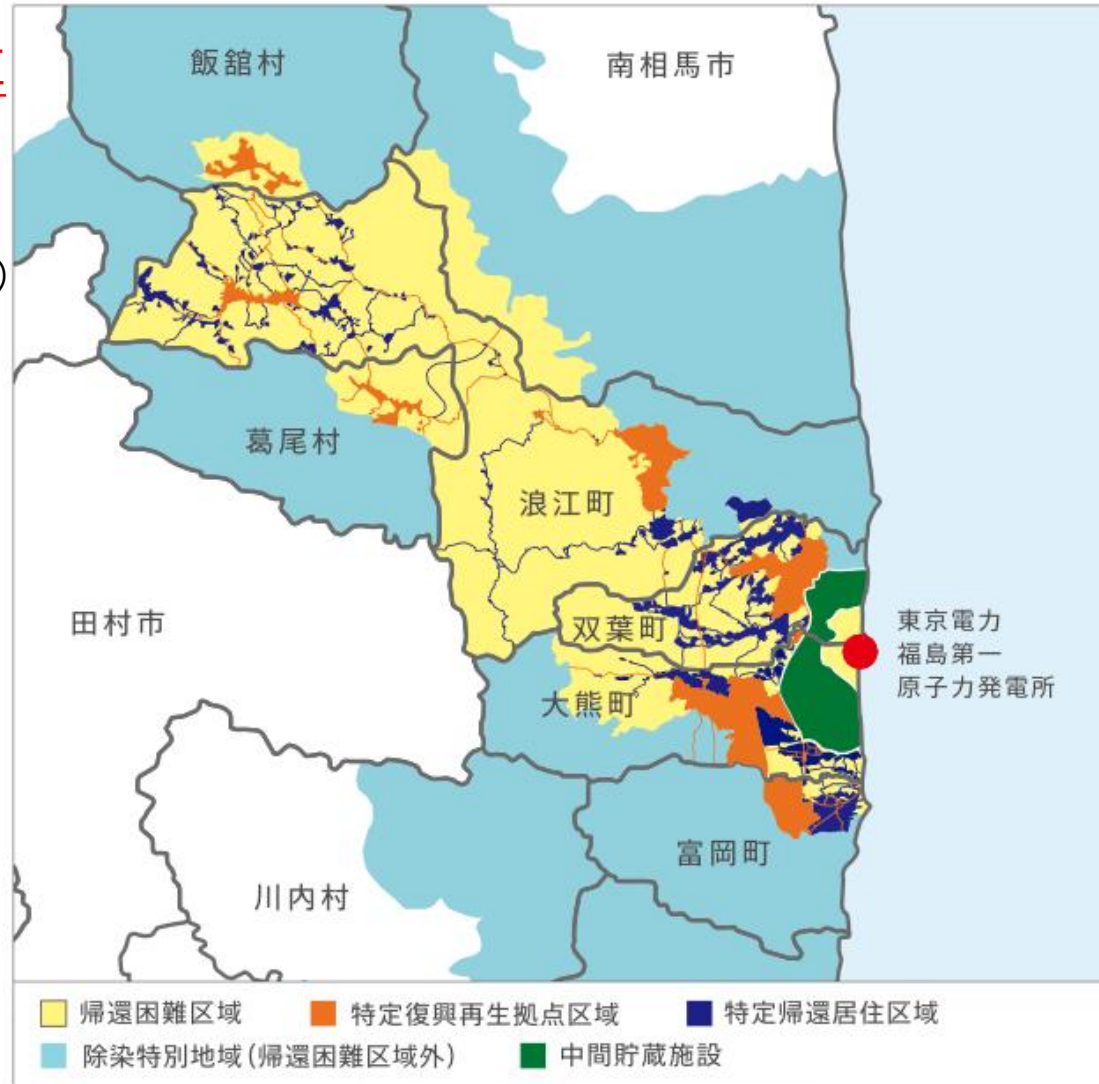 飯舘村
南相馬市
葛尾村
浪江町
田村市
双葉町
東京電力
福島第一
原子力発電所
大熊町
富岡町
川内村
帰還困難区域
特定復興再生拠点区域
特定帰還居住区域
除染特別地域(帰還困難区域外)
中間貯蔵施設